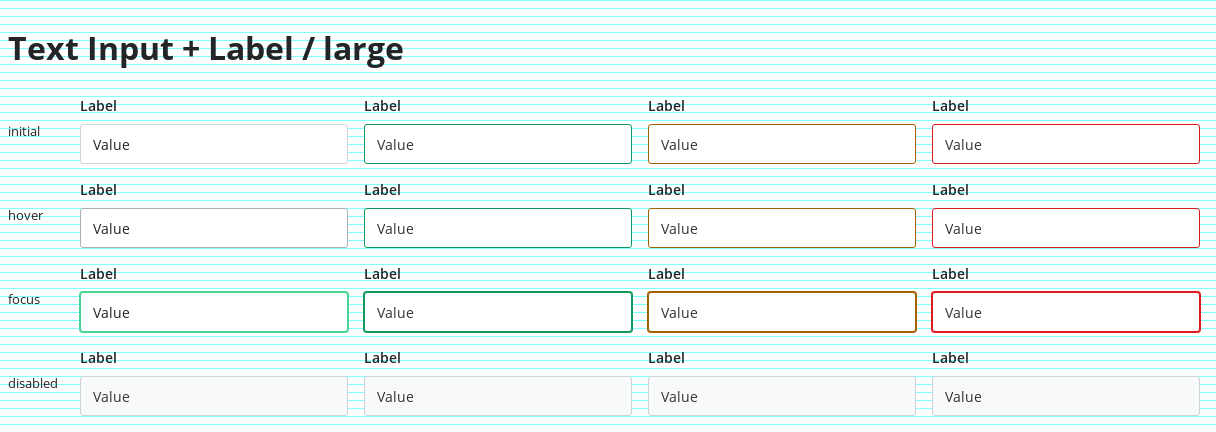 Text Input + Label / large
Label Label Label Label
initial Value Value Value Value
Label Label Label Label
hover Value Value Value Value
Label Label Label Label
focus Value Value Value Value
Label Label Label Label
disabled Value Value Value Value